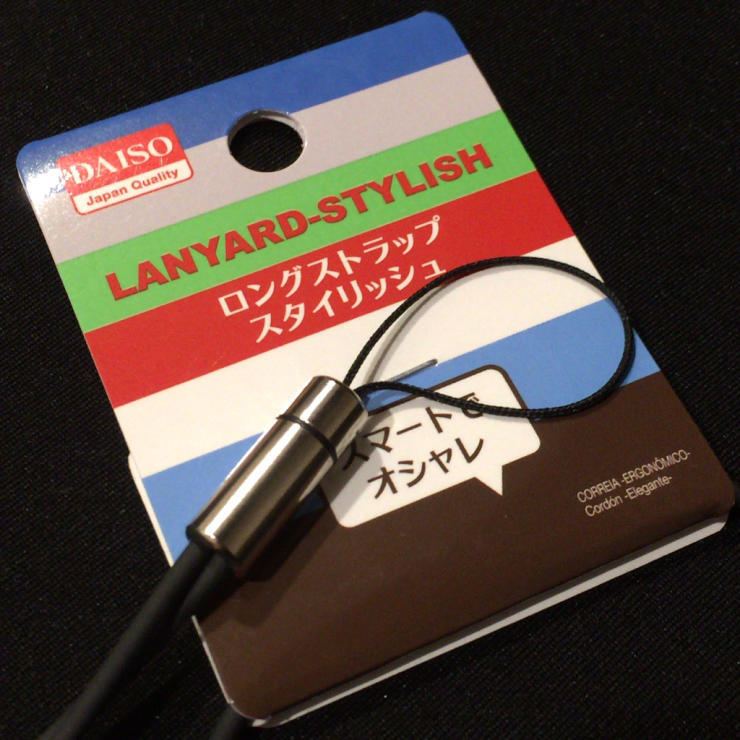 DAISO
Japan Quality
LANYARD-STYLISH
ロングストラップ
スタイリッシュ
スマートで
オシャレ
CORREIA -ERGONÔMICO-
Cordón -Elegante-